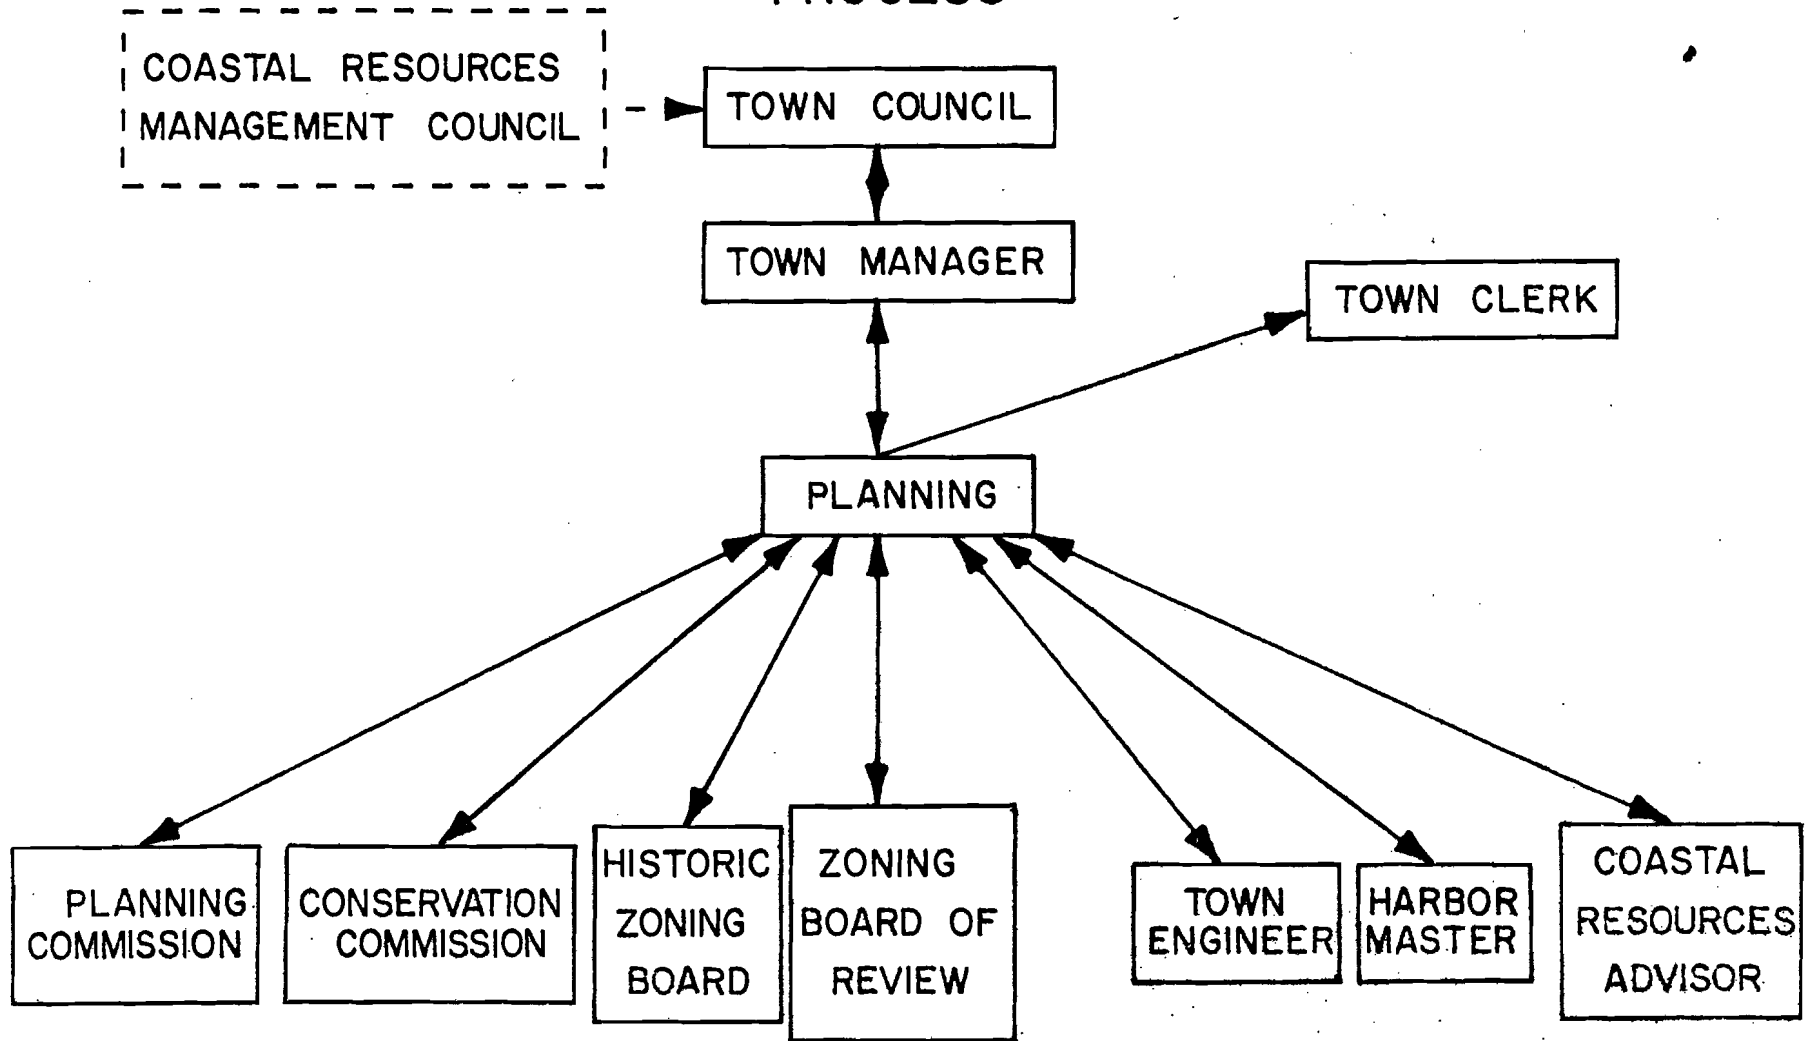 PROCESS
COASTAL RESOURCES
MANAGEMENT COUNCIL
TOWN COUNCIL
TOWN MANAGER
TOWN CLERK
PLANNING
PLANNING
COMMISSION
CONSERVATION
COMMISSION
HISTORIC
ZONING
BOARD
ZONING
BOARD OF
REVIEW
TOWN
ENGINEER
HARBOR
MASTER
COASTAL
RESOURCES
ADVISOR